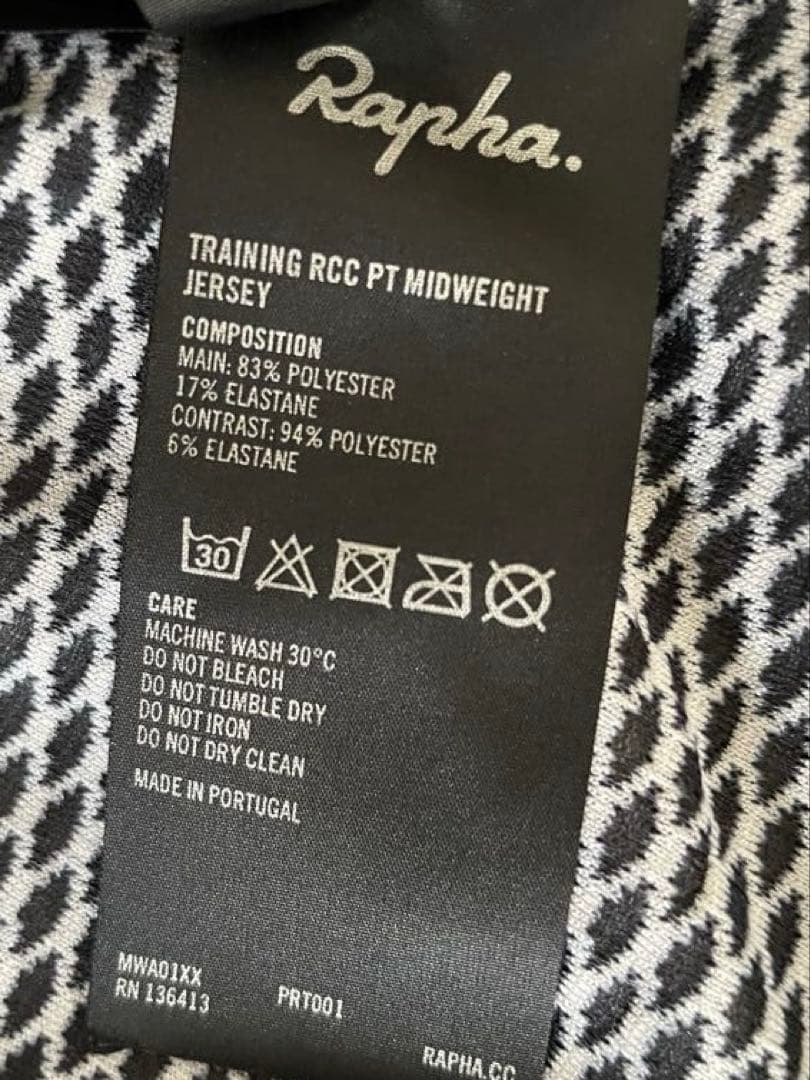 Rapha.
TRAINING RCC PT MIDWEIGHT
JERSEY
COMPOSITION
MAIN: 83% POLYESTER
17% ELASTANE
CONTRAST: 94% POLYESTER
6% ELASTANE
30
CARE
MACHINE WASH 30°C
DO NOT BLEACH
DO NOT TUMBLE DRY
DO NOT IRON
DO NOT DRY CLEAN
MADE IN PORTUGAL
MWA01XX
RN 136413 PRT001
RAPHA.CC